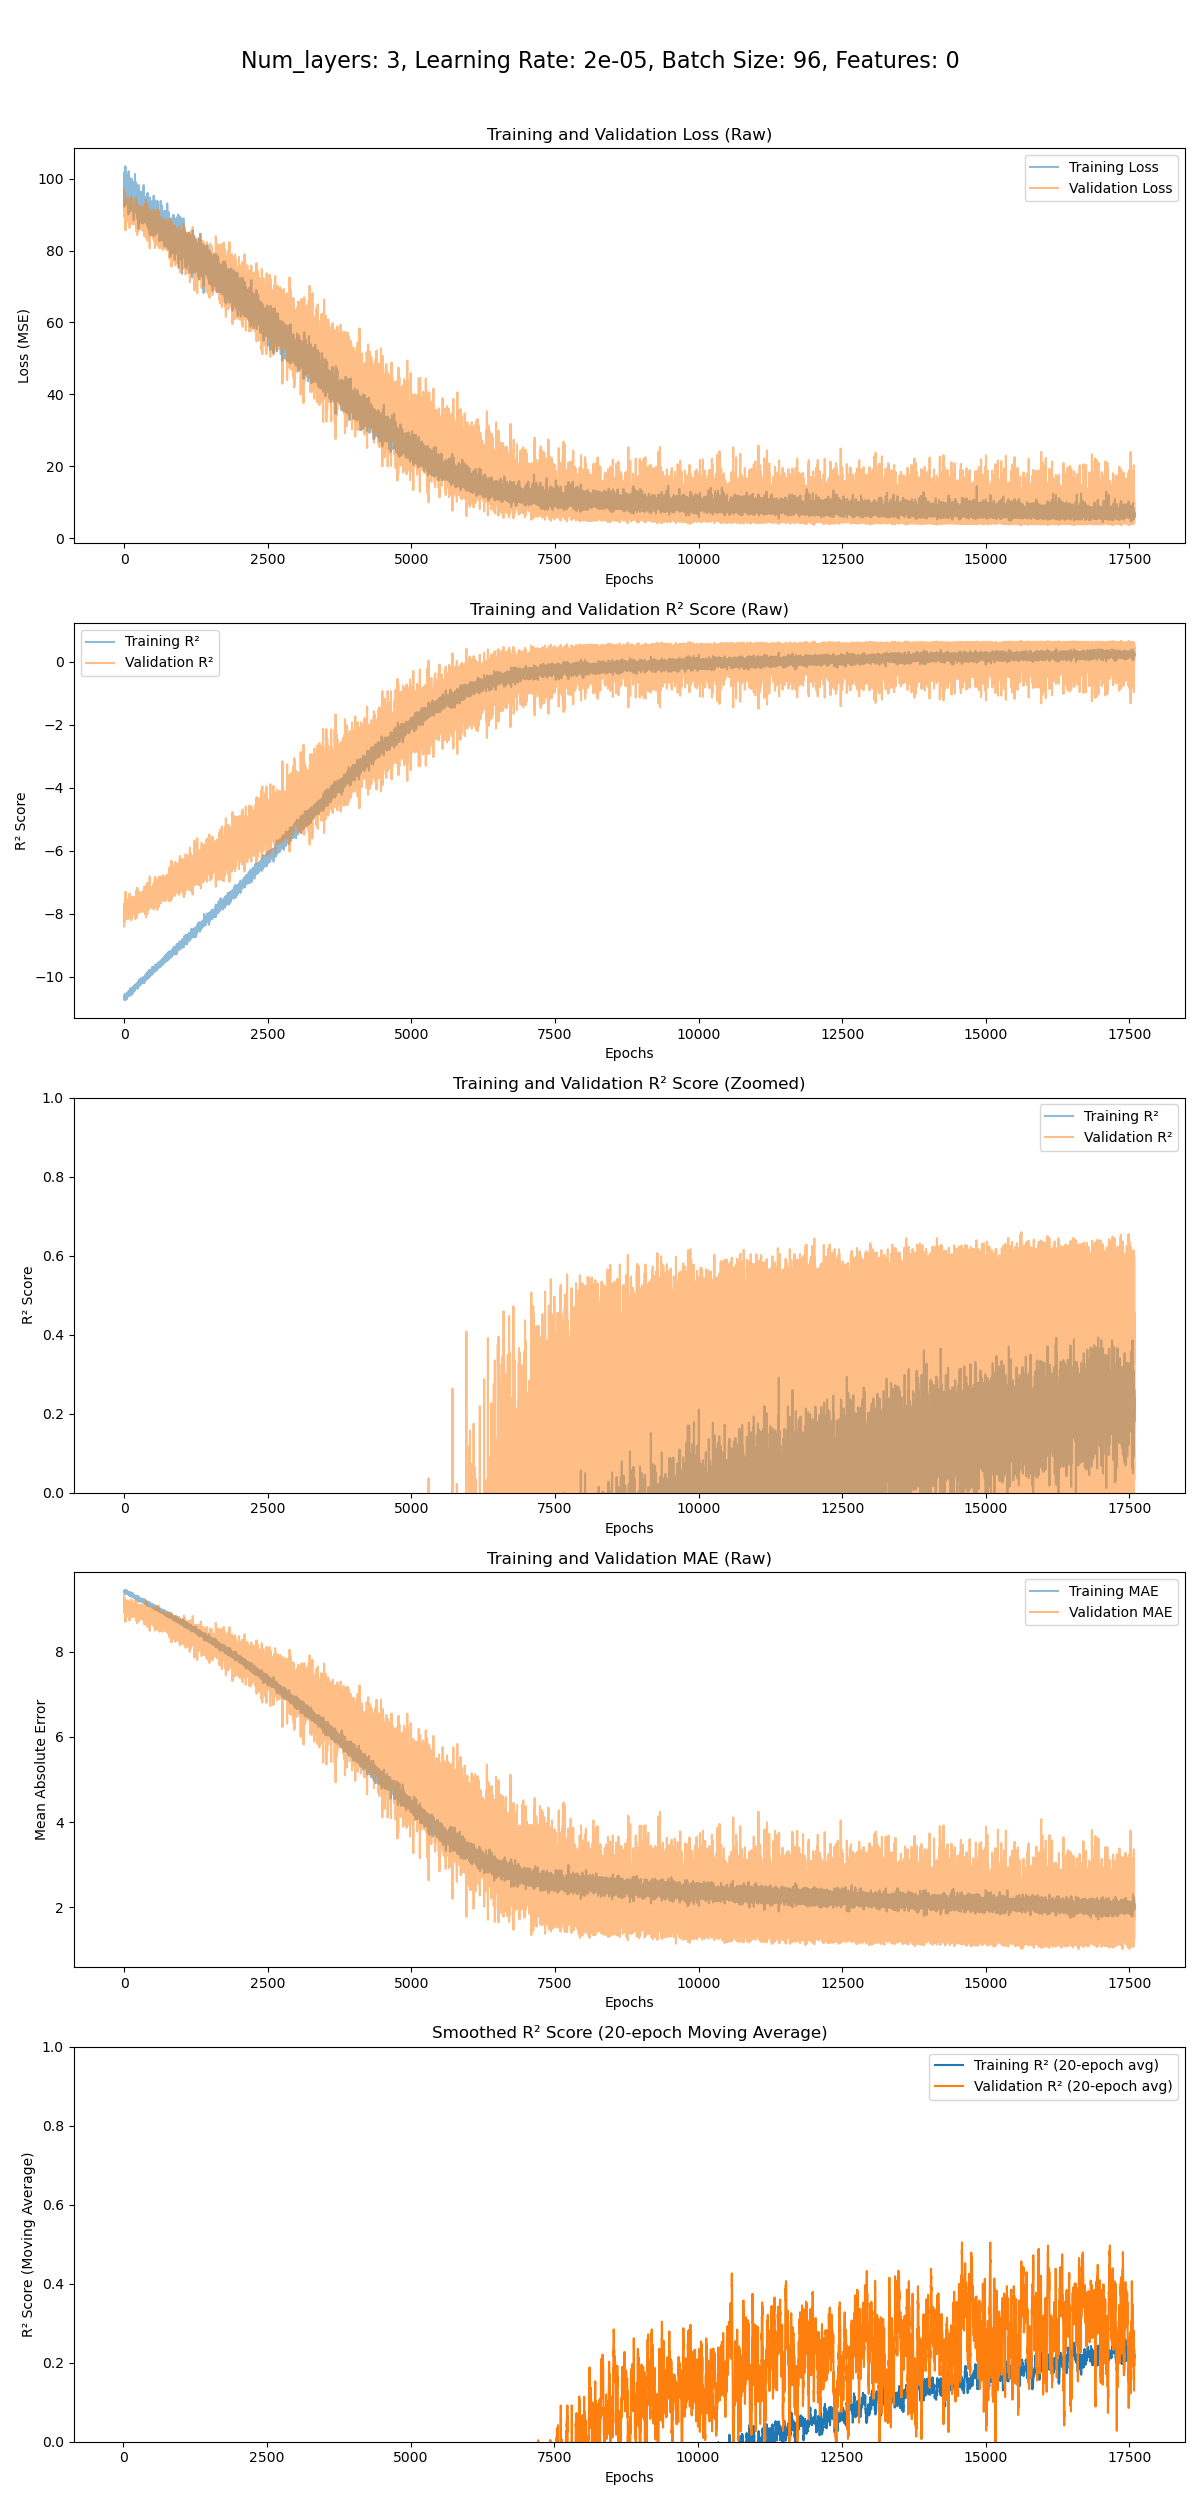 Num_layers: 3, Learning Rate: 2e-05, Batch Size: 96, Features: 0
Training and Validation Loss (Raw)
Training Loss
Validation Loss
100
80
60
40
20
0
Loss (MSE)
0 2500 5000 7500 10000 12500 15000 17500
Epochs
Training and Validation R² Score (Raw)
Training R²
Validation R²
0
−2
−4
−6
−8
−10
R² Score
0 2500 5000 7500 10000 12500 15000 17500
Epochs
Training and Validation R² Score (Zoomed)
Training R²
Validation R²
1.0
0.8
0.6
0.4
0.2
0.0
R² Score
0 2500 5000 7500 10000 12500 15000 17500
Epochs
Training and Validation MAE (Raw)
Training MAE
Validation MAE
8
6
4
2
Mean Absolute Error
0 2500 5000 7500 10000 12500 15000 17500
Epochs
Smoothed R² Score (20-epoch Moving Average)
Training R² (20-epoch avg)
Validation R² (20-epoch avg)
1.0
0.8
0.6
0.4
0.2
0.0
R² Score (Moving Average)
0 2500 5000 7500 10000 12500 15000 17500
Epochs